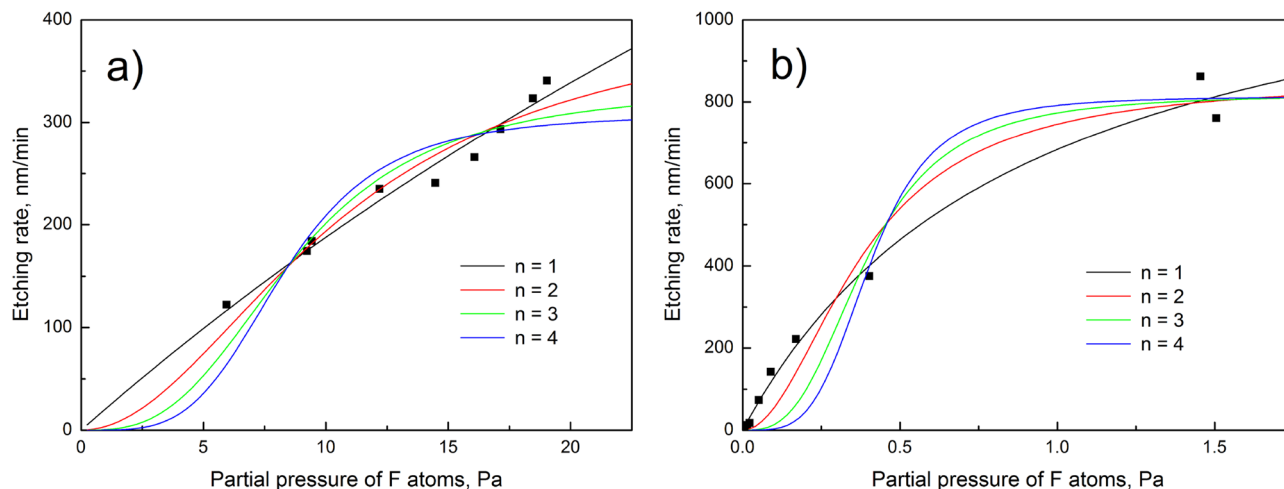 a)
400
300
200
100
0
Etching rate, nm/min
n = 1
n = 2
n = 3
n = 4
0 5 10 15 20
Partial pressure of F atoms, Pa
b)
1000
800
600
400
200
0
Etching rate, nm/min
n = 1
n = 2
n = 3
n = 4
0.0 0.5 1.0 1.5
Partial pressure of F atoms, Pa